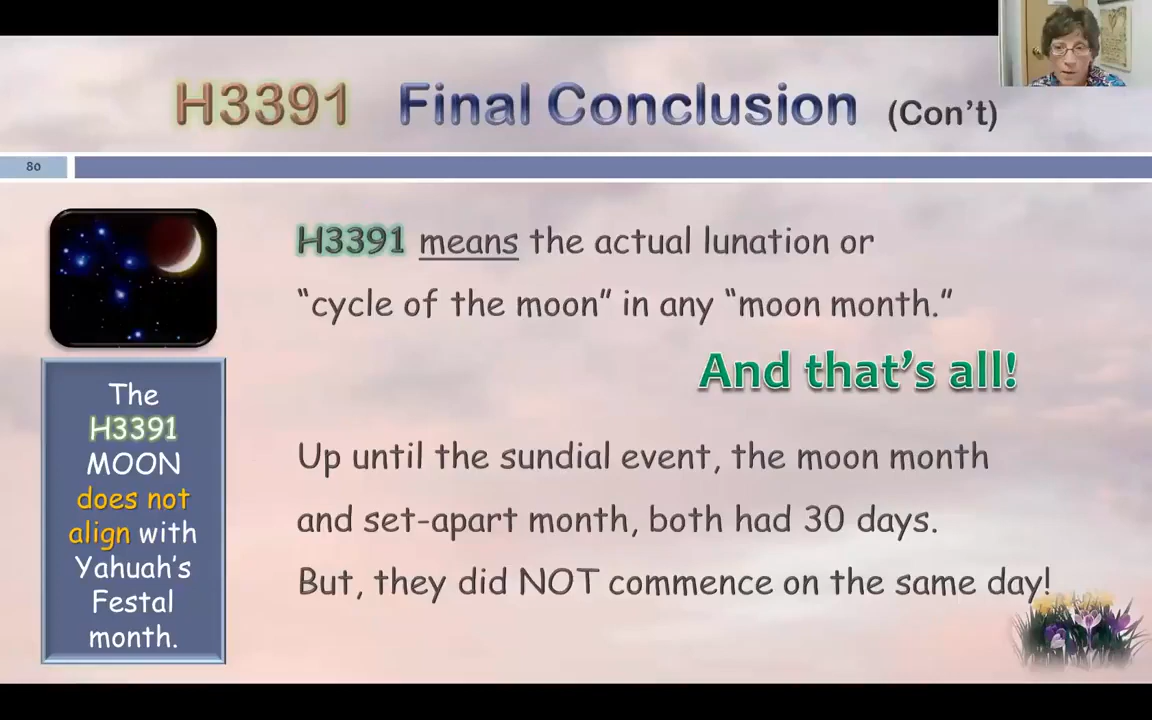 H3391 Final Conclusion (Con't)
80
H3391 means the actual lunation or
“cycle of the moon” in any “moon month.”
And that's all!
Up until the sundial event, the moon month
and set-apart month, both had 30 days.
But, they did NOT commence on the same day!
The
H3391
MOON
does not
align with
Yahuah's
Festal
month.